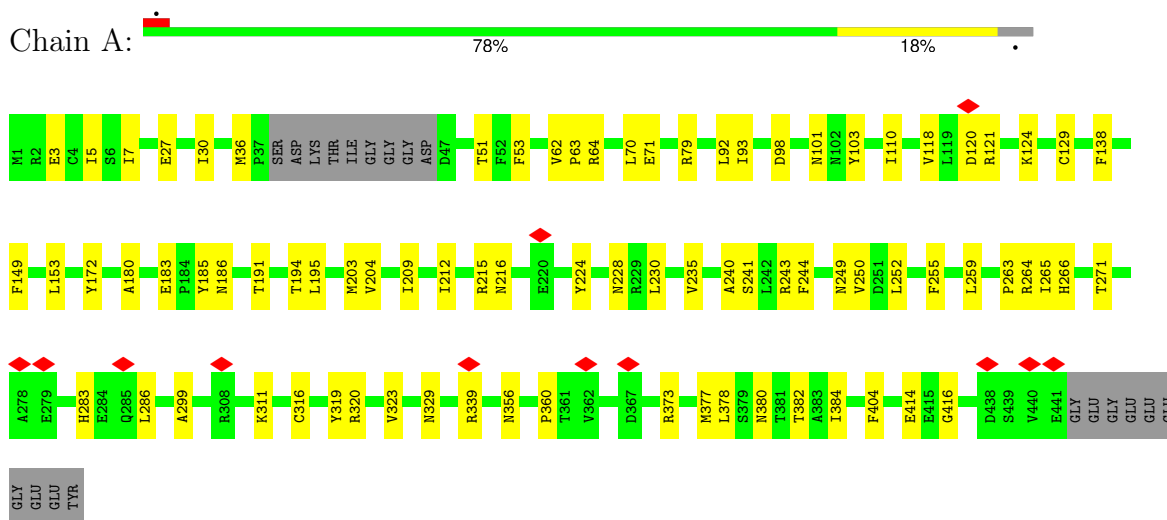 Chain A:
78% 18%
M1 R2 E3 C4 I5 S6 I7 E27 I30 M36 P37 SER ASP LYS THR ILE GLY GLY GLY ASP D47 T51 F52 F53 V62 P63 R64 L70 E71 R79 L92 I93 D98 N101 N102 Y103 I110 V118 L119 D120 R121 K124 C129 F138
F149 L153 Y172 A180 E183 P184 Y185 N186 T191 T194 L195 M203 V204 I209 I212 R215 N216 E220 Y224 N228 R229 L230 V235 A240 S241 L242 R243 F244 N249 V250 D251 L252 F255 L259 P263 R264 I265 H266 T271
A278 E279 H283 E284 Q285 L286 A299 R308 K311 C316 Y319 R320 V323 N329 R339 N356 P360 T361 V362 D367 R373 M377 L378 S379 N380 T381 T382 A383 I384 F404 E414 E415 G416 D438 S439 V440 E441 GLY GLU GLY GLU GLU GLU
GLY GLU GLU TYR